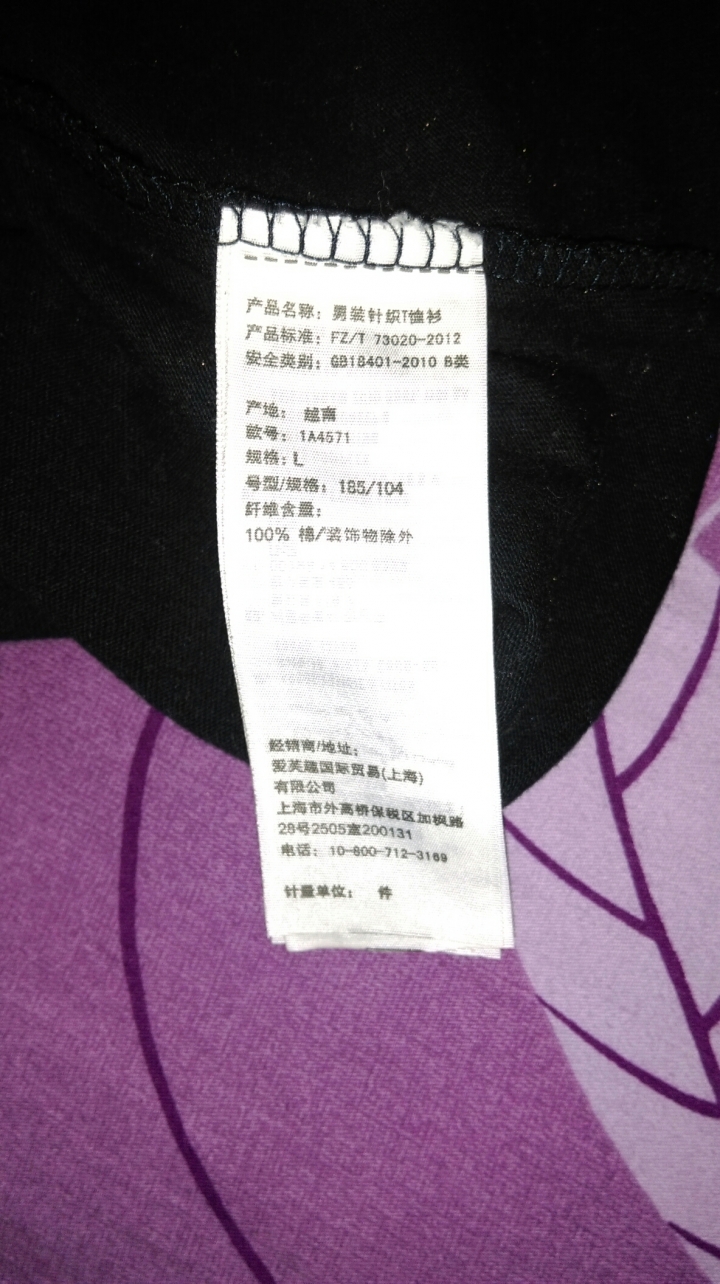 产品名称：男装针织T恤衫
产品标准：FZ/T 73020-2012
安全类别：GB18401-2010 B类
产地： 越南
款号：1A4571
规格：L
号型/规格：185/104
纤维含量：
100% 棉/装饰物除外
经销商/地址：
爱芙趣国际贸易(上海)
有限公司
上海市外高桥保税区加枫路
28号2505室200131
电话：10-800-712-3169
计量单位： 件